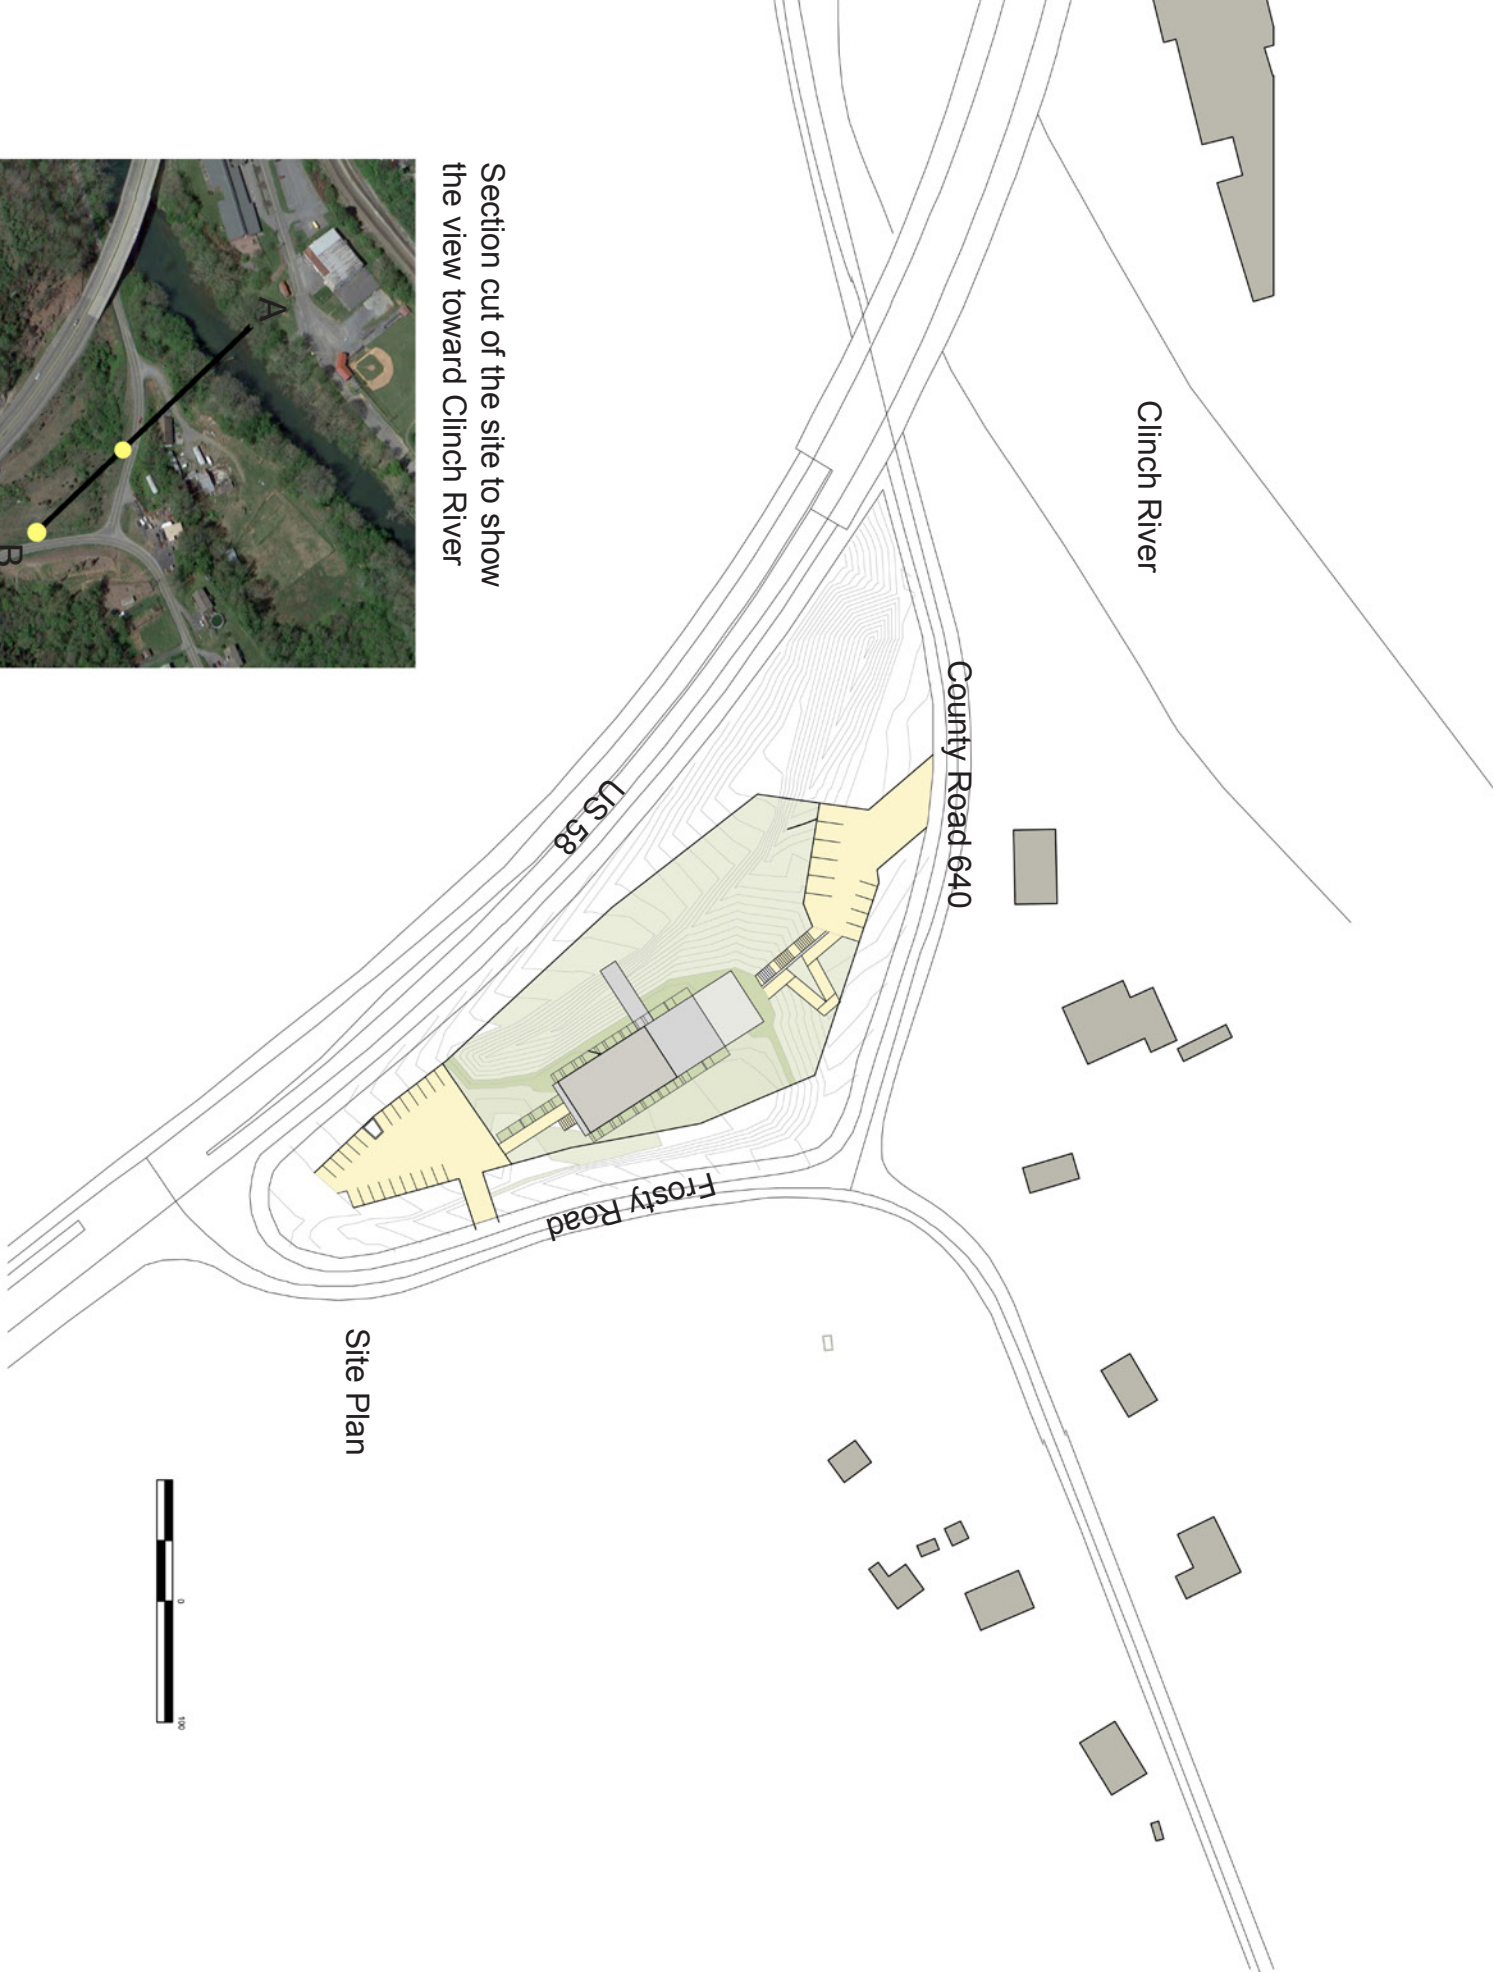 Clinch River
County Road 640
US 58
Frosty Road
Section cut of the site to show
the view toward Clinch River
A
B
Site Plan
0
100